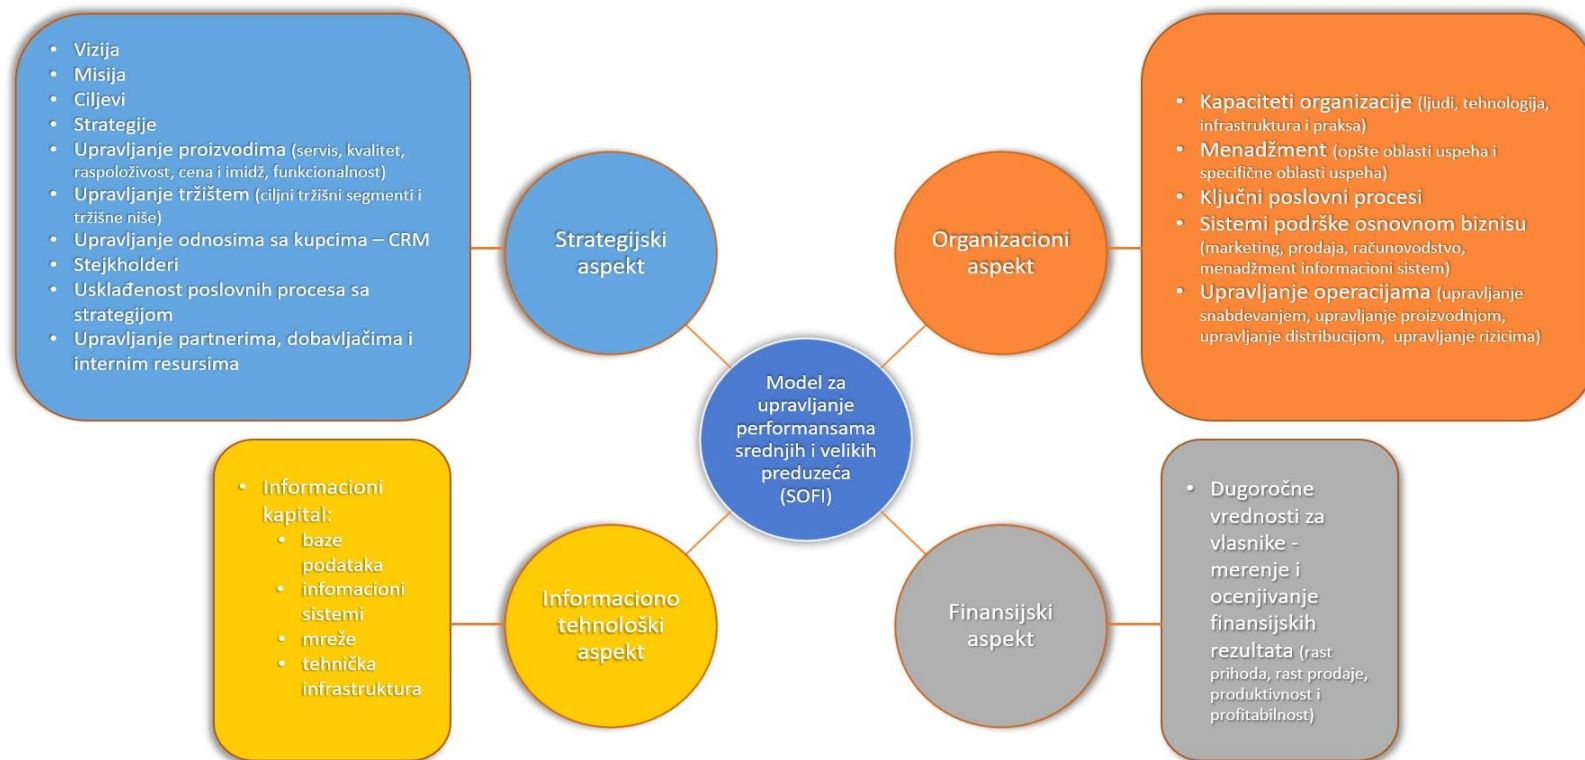 • Vizija
• Misija
• Ciljevi
• Strategije
• Upravljanje proizvodima (servis, kvalitet,
raspoloživost, cena i imidž, funkcionalnost)
• Upravljanje tržištem (ciljni tržišni segmenti i
tržišne niše)
• Upravljanje odnosima sa kupcima – CRM
• Stejkholderi
• Usklađenost poslovnih procesa sa
strategijom
• Upravljanje partnerima, dobavljačima i
internim resursima
Strategijski
aspekt
Organizacioni
aspekt
• Kapaciteti organizacije (ljudi, tehnologija,
infrastruktura i praksa)
• Menadžment (opšte oblasti uspeha i
specifične oblasti uspeha)
• Ključni poslovni procesi
• Sistemi podrške osnovnom biznisu
(marketing, prodaja, računovodstvo,
menadžment informacioni sistem)
• Upravljanje operacijama (upravljanje
snabdevanjem, upravljanje proizvodnjom,
upravljanje distribucijom, upravljanje rizicima)
Model za
upravljanje
performansama
srednjih i velikih
preduzeća
(SOFI)
• Informacioni
kapital:
• baze
podataka
• infomacioni
sistemi
• mreže
• tehnička
infrastruktura
Informaciono
tehnološki
aspekt
Finansijski
aspekt
• Dugoročne
vrednosti za
vlasnike -
merenje i
ocenjivanje
finansijskih
rezultata (rast
prihoda, rast prodaje,
produktivnost i
profitabilnost)